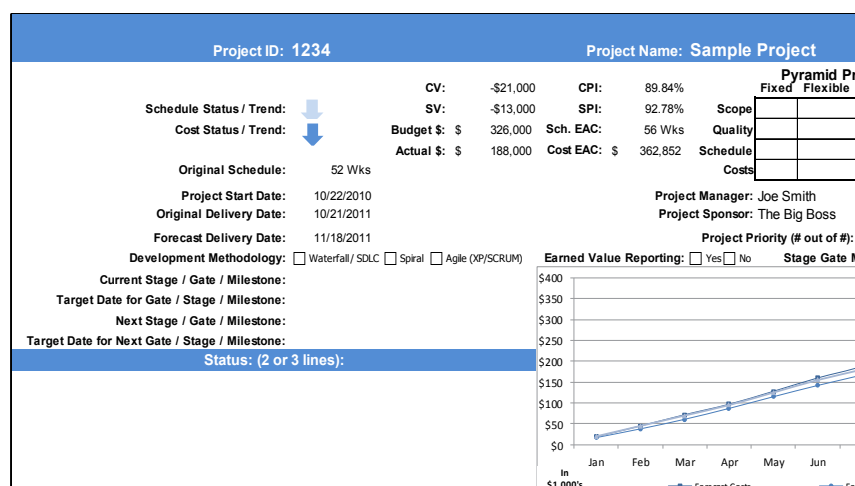 Project ID: 1234 Project Name: Sample Project
Pyramid Pr
Fixed Flexible
CV: -$21,000 CPI: 89.84%
Schedule Status / Trend: SV: -$13,000 SPI: 92.78% Scope
Cost Status / Trend: Budget $: $ 326,000 Sch. EAC: 56 Wks Quality
Actual $: $ 188,000 Cost EAC: $ 362,852 Schedule
Original Schedule: 52 Wks Costs
Project Start Date: 10/22/2010 Project Manager: Joe Smith
Original Delivery Date: 10/21/2011 Project Sponsor: The Big Boss
Forecast Delivery Date: 11/18/2011 Project Priority (# out of #):
Development Methodology: Waterfall / SDLC Spiral Agile (XP/SCRUM) Earned Value Reporting: Yes No Stage Gate M
Current Stage / Gate / Milestone:
Target Date for Gate / Stage / Milestone:
Next Stage / Gate / Milestone:
Target Date for Next Gate / Stage / Milestone:
Status: (2 or 3 lines):
$400
$350
$300
$250
$200
$150
$100
$50
$0
Jan Feb Mar Apr May Jun
In
$1,000's